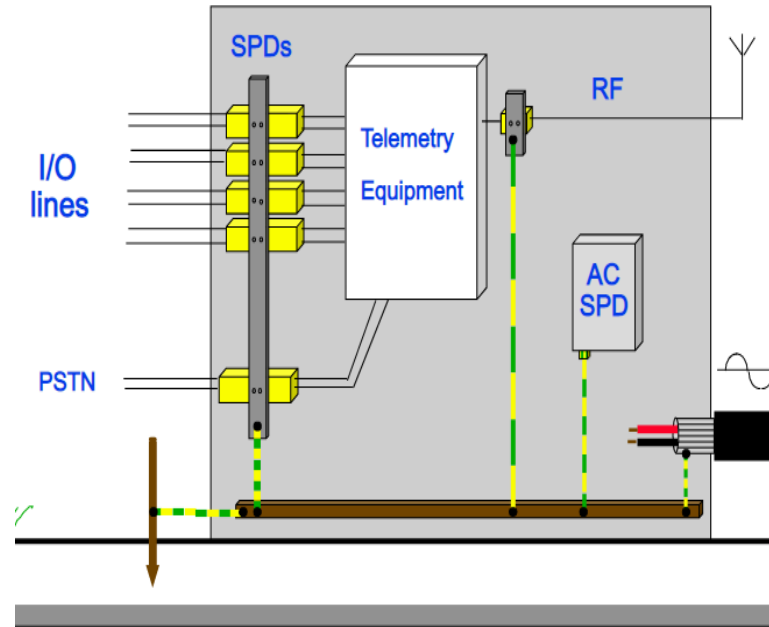 SPDs
RF
Telemetry
Equipment
I/O
lines
AC
SPD
PSTN